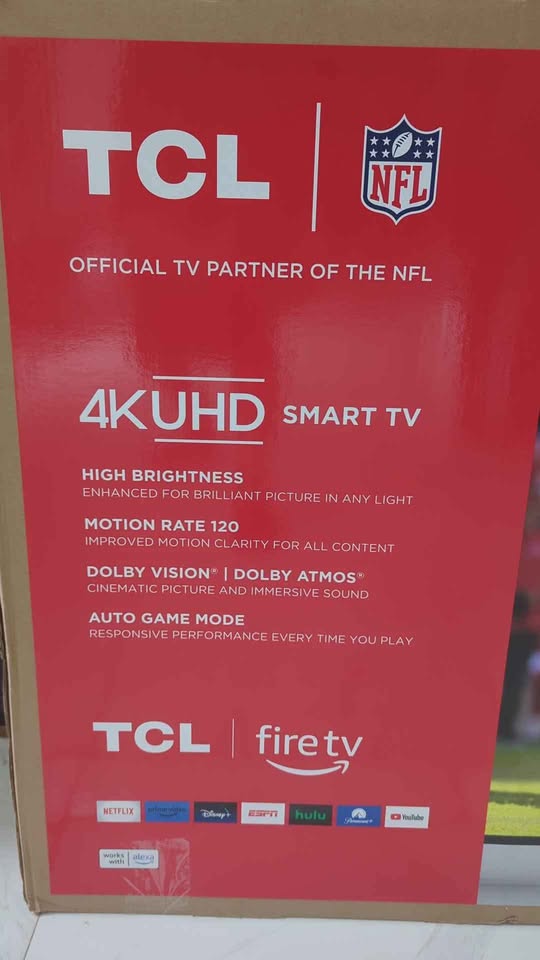 TCL
NFL
OFFICIAL TV PARTNER OF THE NFL
4KUHD SMART TV
HIGH BRIGHTNESS
ENHANCED FOR BRILLIANT PICTURE IN ANY LIGHT
MOTION RATE 120
IMPROVED MOTION CLARITY FOR ALL CONTENT
DOLBY VISION® | DOLBY ATMOS®
CINEMATIC PICTURE AND IMMERSIVE SOUND
AUTO GAME MODE
RESPONSIVE PERFORMANCE EVERY TIME YOU PLAY
TCL | fire tv
NETFLIX prime video Disney+ ESPN hulu Paramount+ YouTube
works with | alexa